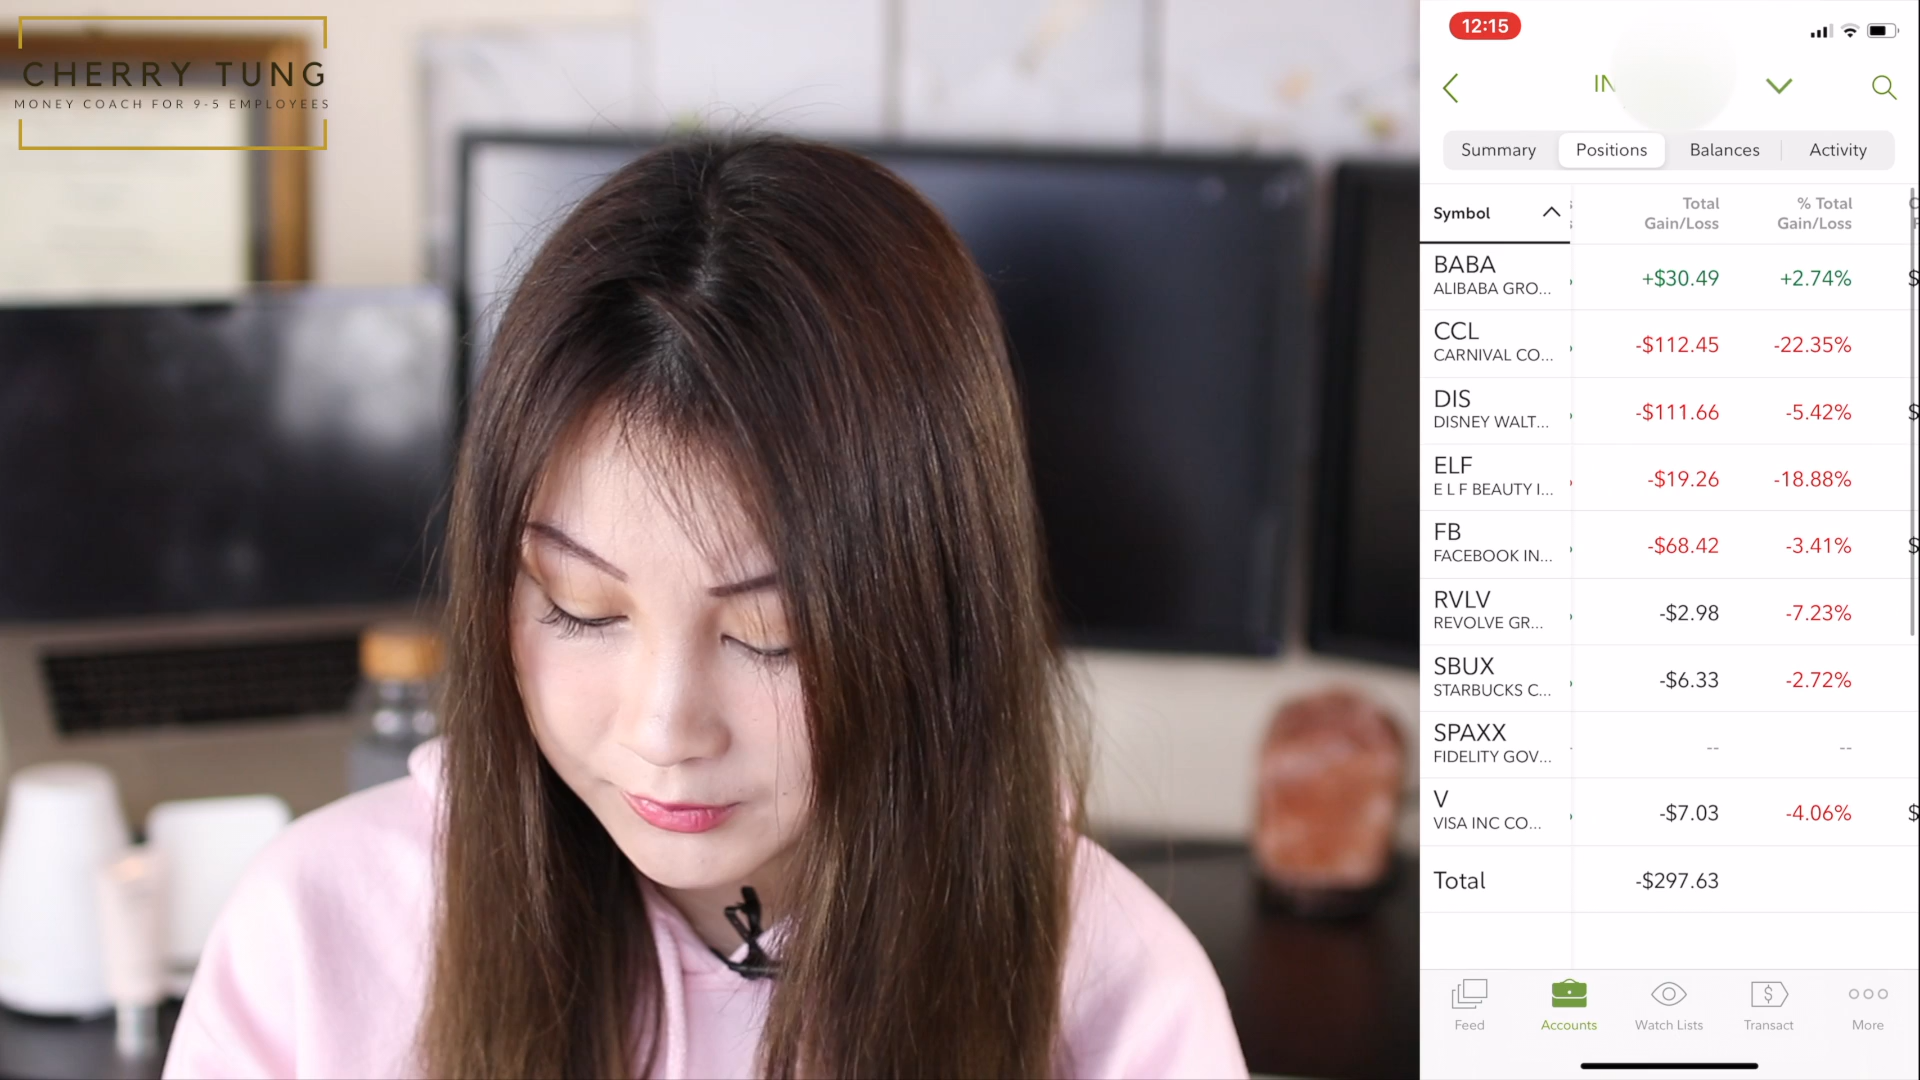 CHERRY TUNG
MONEY COACH FOR 9-5 EMPLOYEES
12:15
IN
Summary Positions Balances Activity
Symbol Total Gain/Loss % Total Gain/Loss
BABA +$30.49 +2.74%
ALIBABA GRO...
CCL -$112.45 -22.35%
CARNIVAL CO...
DIS -$111.66 -5.42%
DISNEY WALT...
ELF -$19.26 -18.88%
E L F BEAUTY I...
FB -$68.42 -3.41%
FACEBOOK IN...
RVLV -$2.98 -7.23%
REVOLVE GR...
SBUX -$6.33 -2.72%
STARBUCKS C...
SPAXX -- --
FIDELITY GOV...
V -$7.03 -4.06%
VISA INC CO...
Total -$297.63
Feed Accounts Watch Lists Transact More